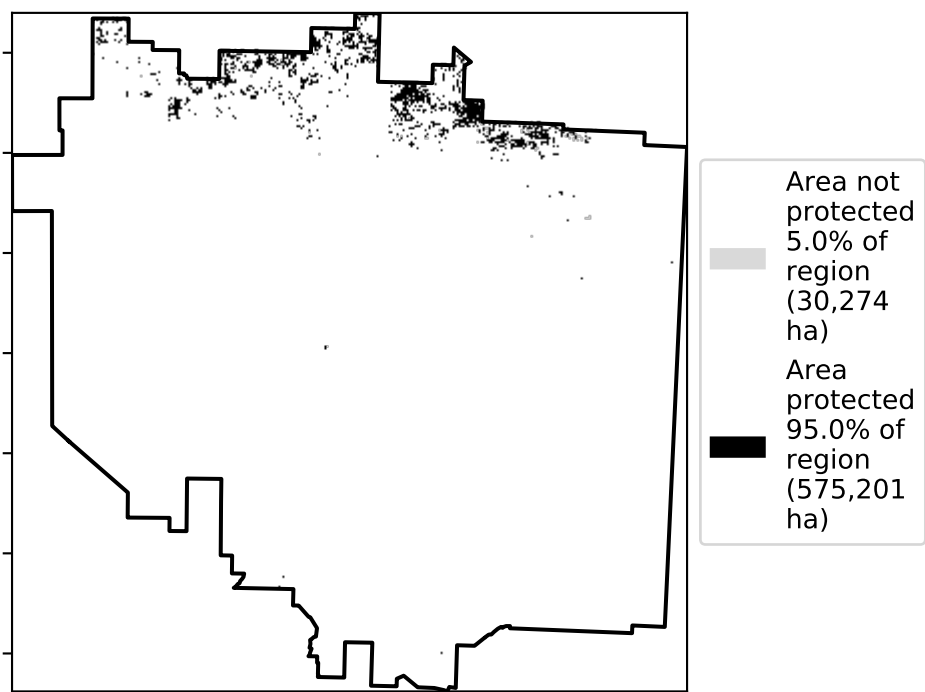 Area not
protected
5.0% of
region
(30,274
ha)
Area
protected
95.0% of
region
(575,201
ha)